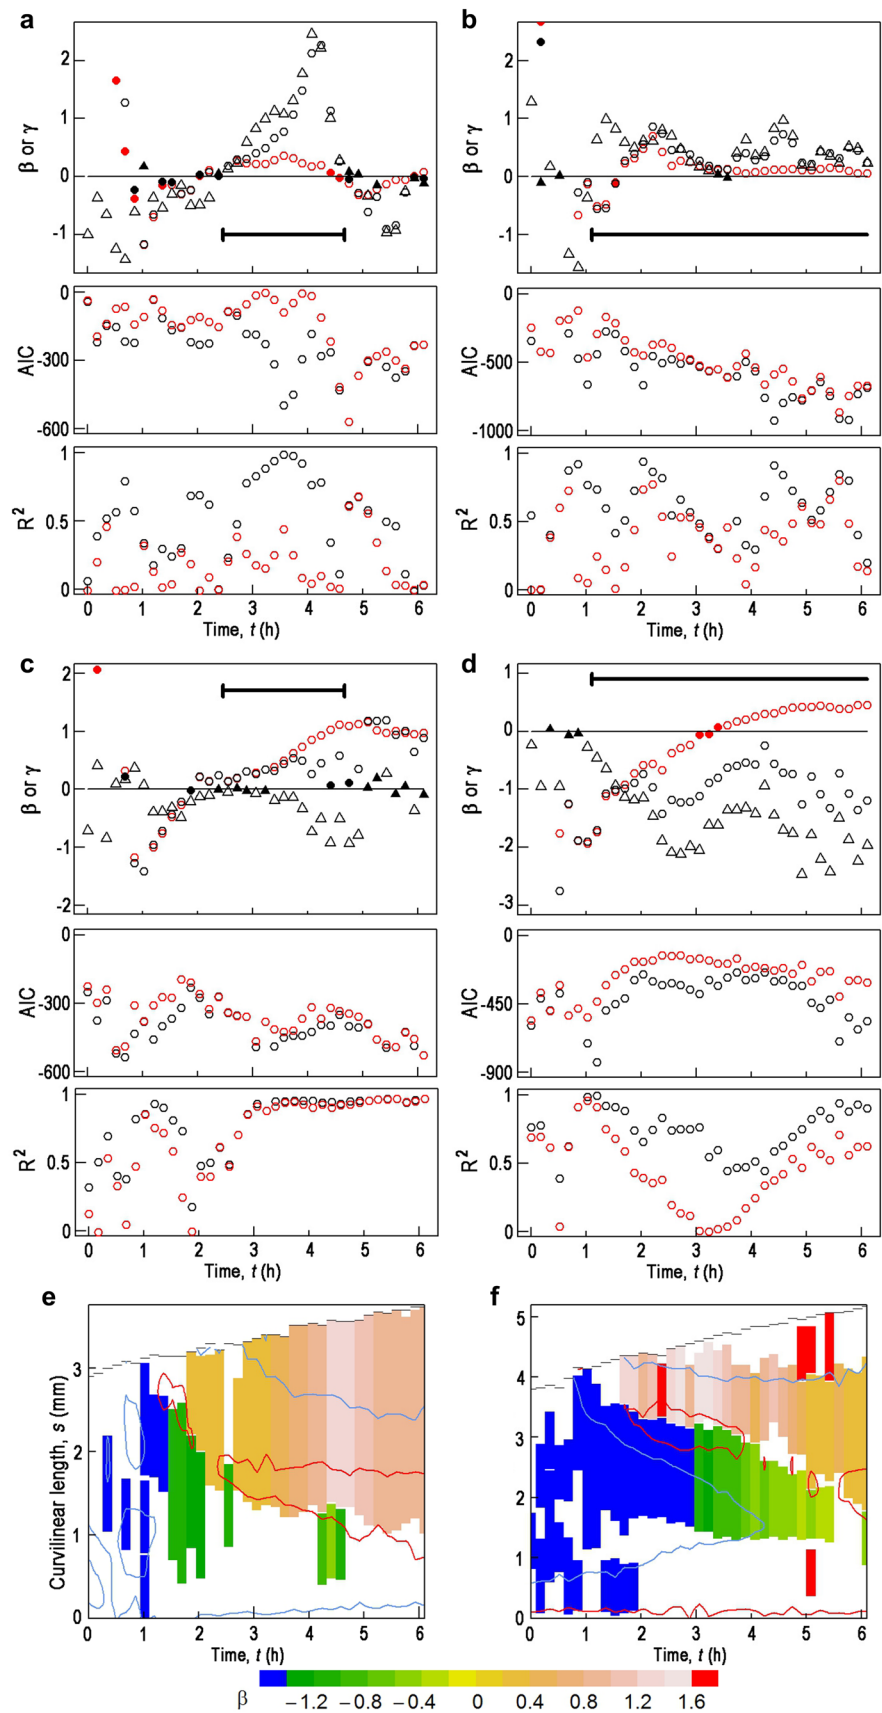 a
b
β or γ
2
1
0
-1
β or γ
2
1
0
-1
AIC
0
-300
-600
AIC
0
-500
-1000
R²
1
0.5
0
R²
1
0.5
0
0 1 2 3 4 5 6
Time, t (h)
0 1 2 3 4 5 6
Time, t (h)
c
d
β or γ
2
1
0
-1
-2
β or γ
1
0
-1
-2
-3
AIC
0
-300
-600
AIC
0
-450
-900
R²
1
0.5
0
R²
1
0.5
0
0 1 2 3 4 5 6
Time, t (h)
0 1 2 3 4 5 6
Time, t (h)
e
f
Curvilinear length, s (mm)
3
2
1
0
5
4
3
2
1
0
0 1 2 3 4 5 6
Time, t (h)
0 1 2 3 4 5 6
Time, t (h)
β −1.2 −0.8 −0.4 0 0.4 0.8 1.2 1.6